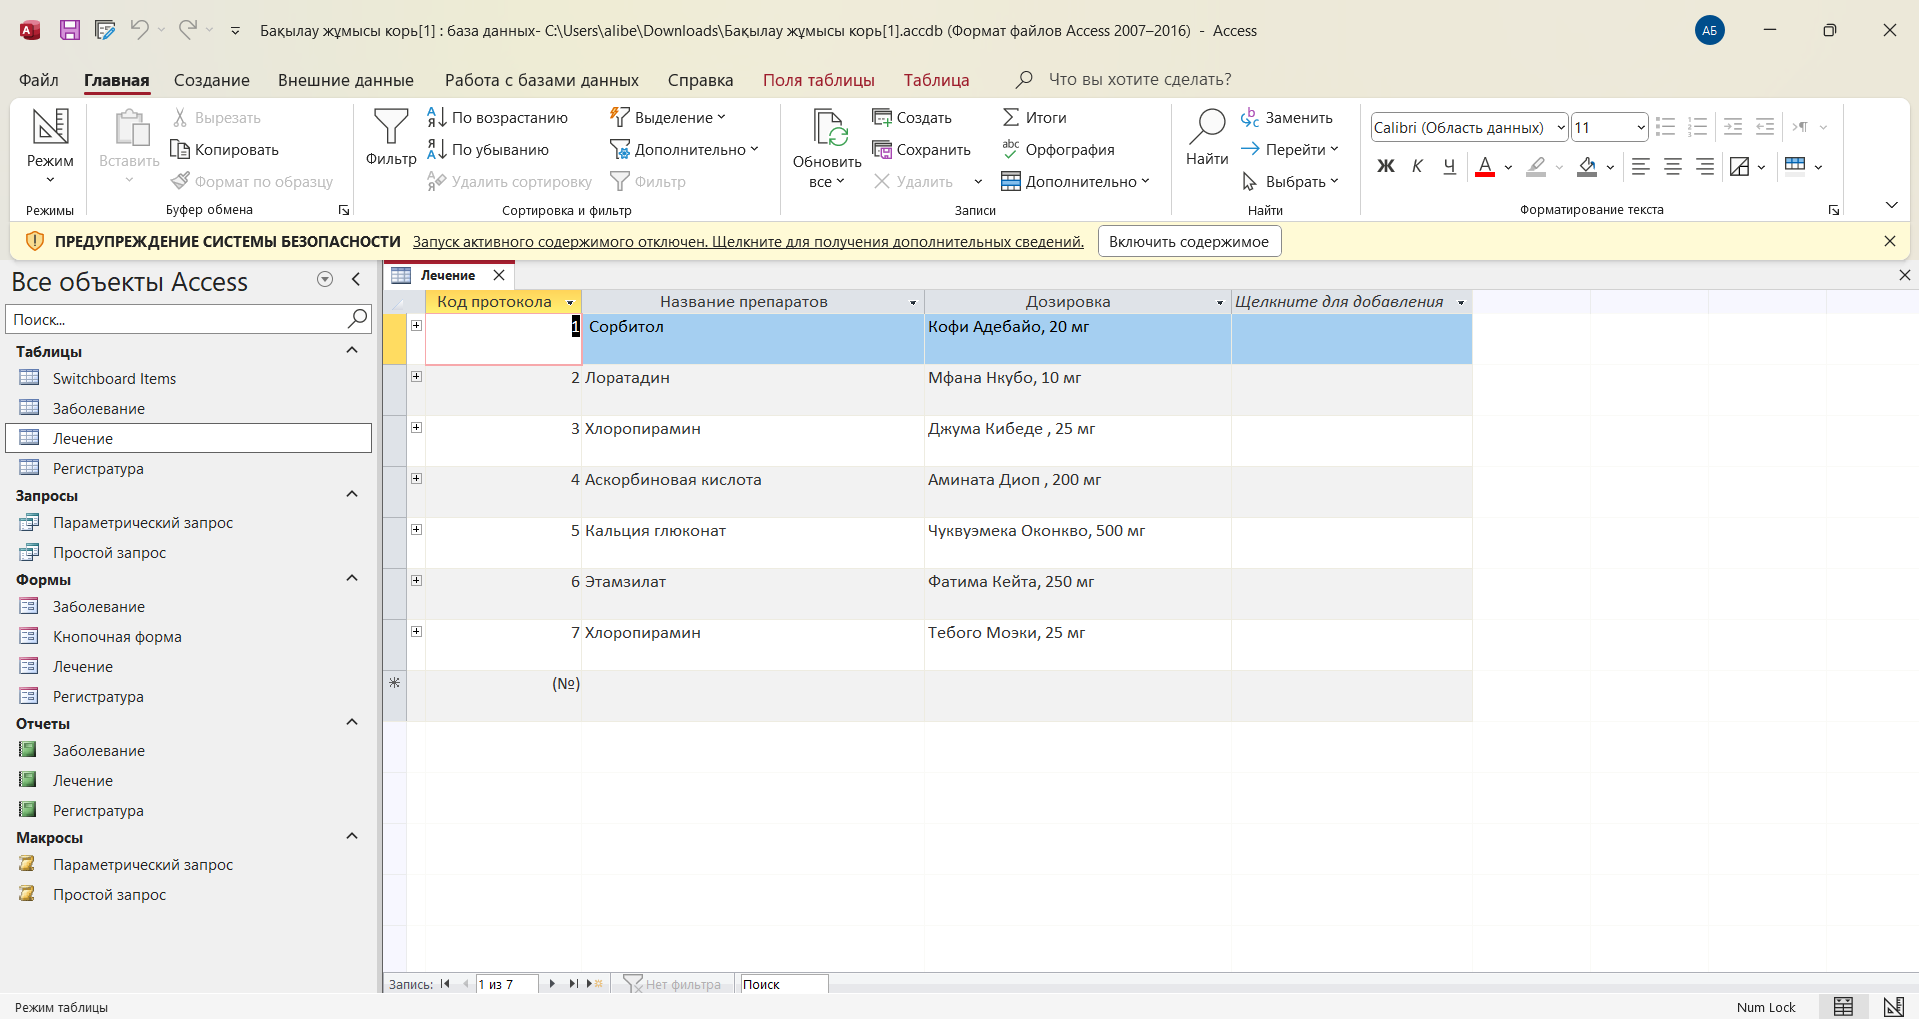 Бақылау жұмысы корь[1] : база данных- C:\Users\alibe\Downloads\Бақылау жұмысы корь[1].accdb (Формат файлов Access 2007–2016) - Access
АБ
Файл Главная Создание Внешние данные Работа с базами данных Справка Поля таблицы Таблица Что вы хотите сделать?
Режим
Режимы
Вставить
Вырезать
Копировать
Формат по образцу
Буфер обмена
Фильтр
По возрастанию
По убыванию
Удалить сортировку
Выделение
Дополнительно
Фильтр
Сортировка и фильтр
Обновить
все
Создать
Сохранить
Удалить
Итоги
Орфография
Дополнительно
Записи
Найти
Заменить
Перейти
Выбрать
Найти
Calibri (Область данных) 11
Ж К Ч А
Форматирование текста
ПРЕДУПРЕЖДЕНИЕ СИСТЕМЫ БЕЗОПАСНОСТИ Запуск активного содержимого отключен. Щелкните для получения дополнительных сведений. Включить содержимое
Все объекты Access
Поиск...
Таблицы
Switchboard Items
Заболевание
Лечение
Регистратура
Запросы
Параметрический запрос
Простой запрос
Формы
Заболевание
Кнопочная форма
Лечение
Регистратура
Отчеты
Заболевание
Лечение
Регистратура
Макросы
Параметрический запрос
Простой запрос
Лечение
Код протокола Название препаратов Дозировка Щелкните для добавления
1 Сорбитол Кофи Адебайо, 20 мг
2 Лоратадин Мфана Нкубо, 10 мг
3 Хлоропирамин Джума Кибеде , 25 мг
4 Аскорбиновая кислота Амината Диоп , 200 мг
5 Кальция глюконат Чуквуэмека Оконкво, 500 мг
6 Этамзилат Фатима Кейта, 250 мг
7 Хлоропирамин Тебого Моэки, 25 мг
(№)
Запись: 1 из 7 Нет фильтра Поиск
Режим таблицы Num Lock